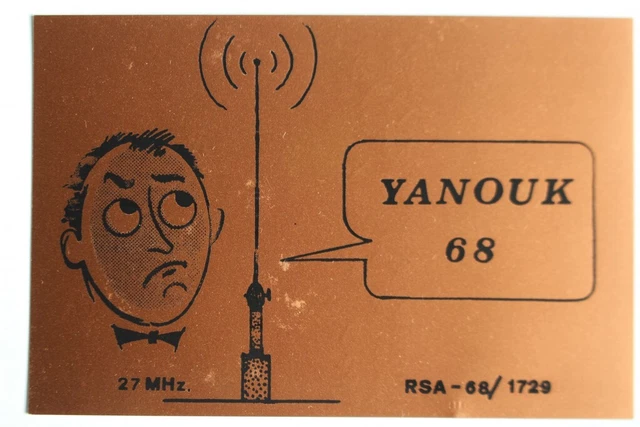 YANOUK
68
27 MHz.
RSA - 68/ 1729